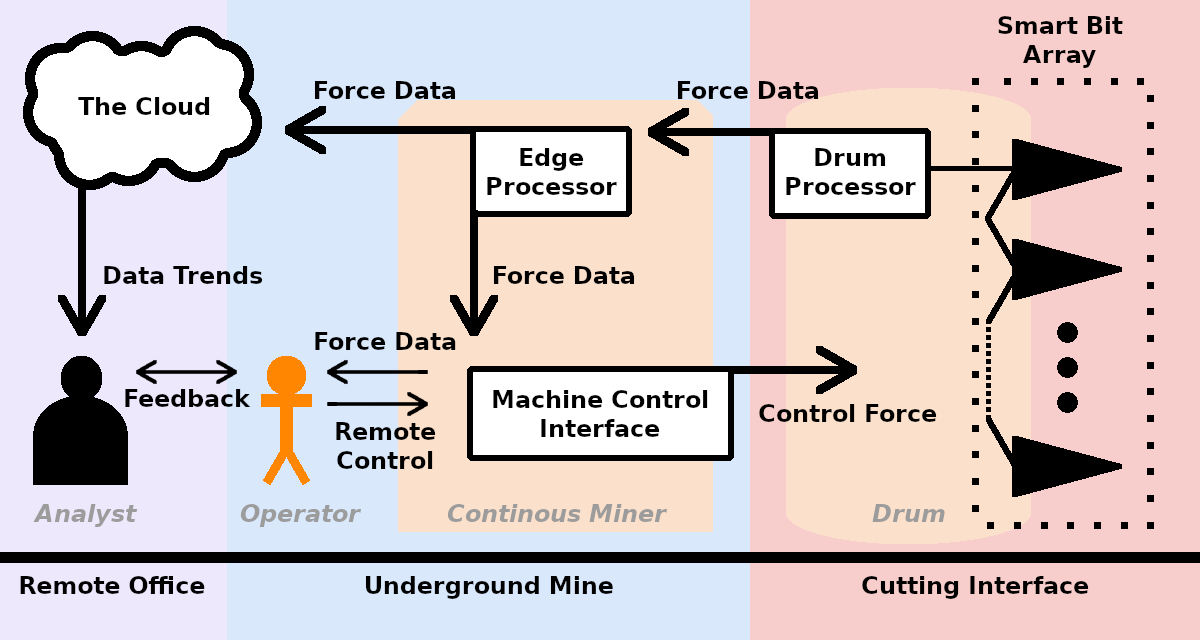 Smart Bit
Array
The Cloud
Force Data
Force Data
Edge
Processor
Drum
Processor
Data Trends
Force Data
Force Data
Feedback
Remote
Control
Machine Control
Interface
Control Force
Analyst
Operator
Continous Miner
Drum
Remote Office
Underground Mine
Cutting Interface